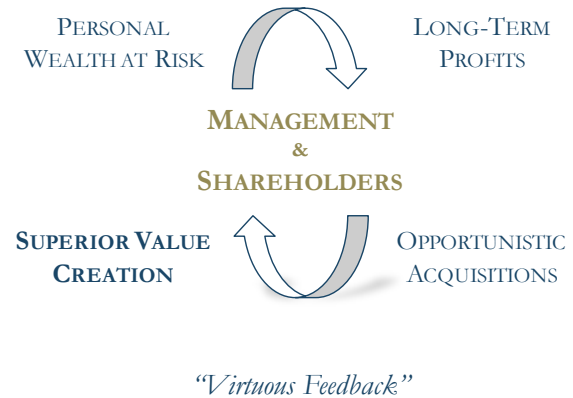 PERSONAL
WEALTH AT RISK
LONG-TERM
PROFITS
MANAGEMENT
&
SHAREHOLDERS
SUPERIOR VALUE
CREATION
OPPORTUNISTIC
ACQUISITIONS
“Virtuous Feedback”